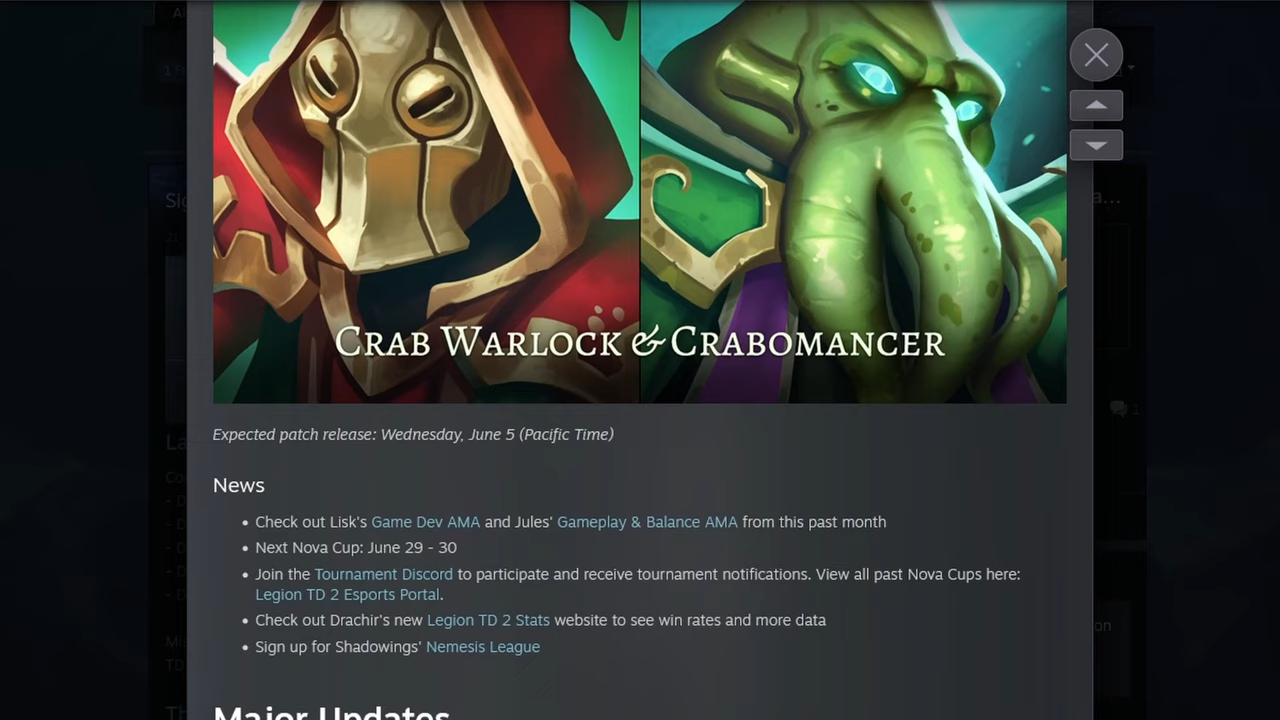 Crab Warlock & Crabomancer
Expected patch release: Wednesday, June 5 (Pacific Time)
News
• Check out Lisk's Game Dev AMA and Jules' Gameplay & Balance AMA from this past month
• Next Nova Cup: June 29 - 30
• Join the Tournament Discord to participate and receive tournament notifications. View all past Nova Cups here:
Legion TD 2 Esports Portal.
• Check out Drachir's new Legion TD 2 Stats website to see win rates and more data
• Sign up for Shadowings' Nemesis League
Major Updates